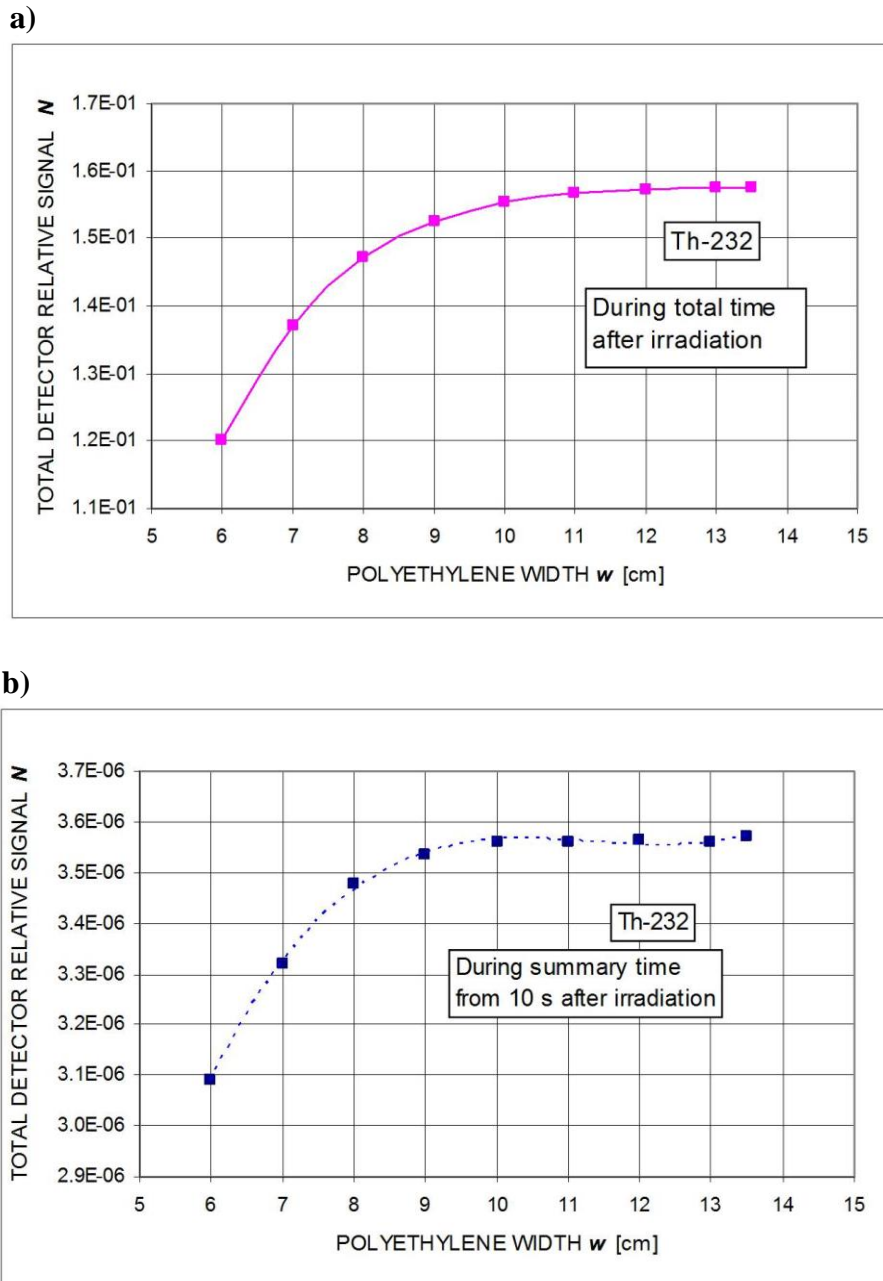 a)
TOTAL DETECTOR RELATIVE SIGNAL N
1.7E-01
1.6E-01
1.5E-01
1.4E-01
1.3E-01
1.2E-01
1.1E-01
Th-232
During total time
after irradiation
5 6 7 8 9 10 11 12 13 14 15
POLYETHYLENE WIDTH w [cm]
b)
TOTAL DETECTOR RELATIVE SIGNAL N
3.7E-06
3.6E-06
3.5E-06
3.4E-06
3.3E-06
3.2E-06
3.1E-06
3.0E-06
2.9E-06
Th-232
During summary time
from 10 s after irradiation
5 6 7 8 9 10 11 12 13 14 15
POLYETHYLENE WIDTH w [cm]